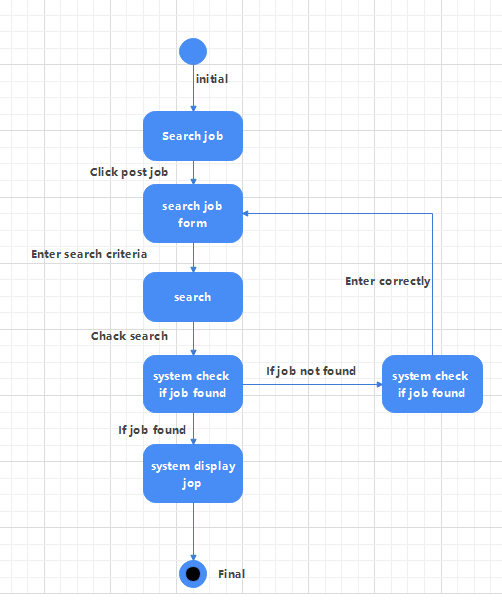 initial
Search job
Click post job
search job
form
Enter search criteria
Enter correctly
search
Chack search
system check
if job found
If job not found
system check
if job found
If job found
system display
jop
Final